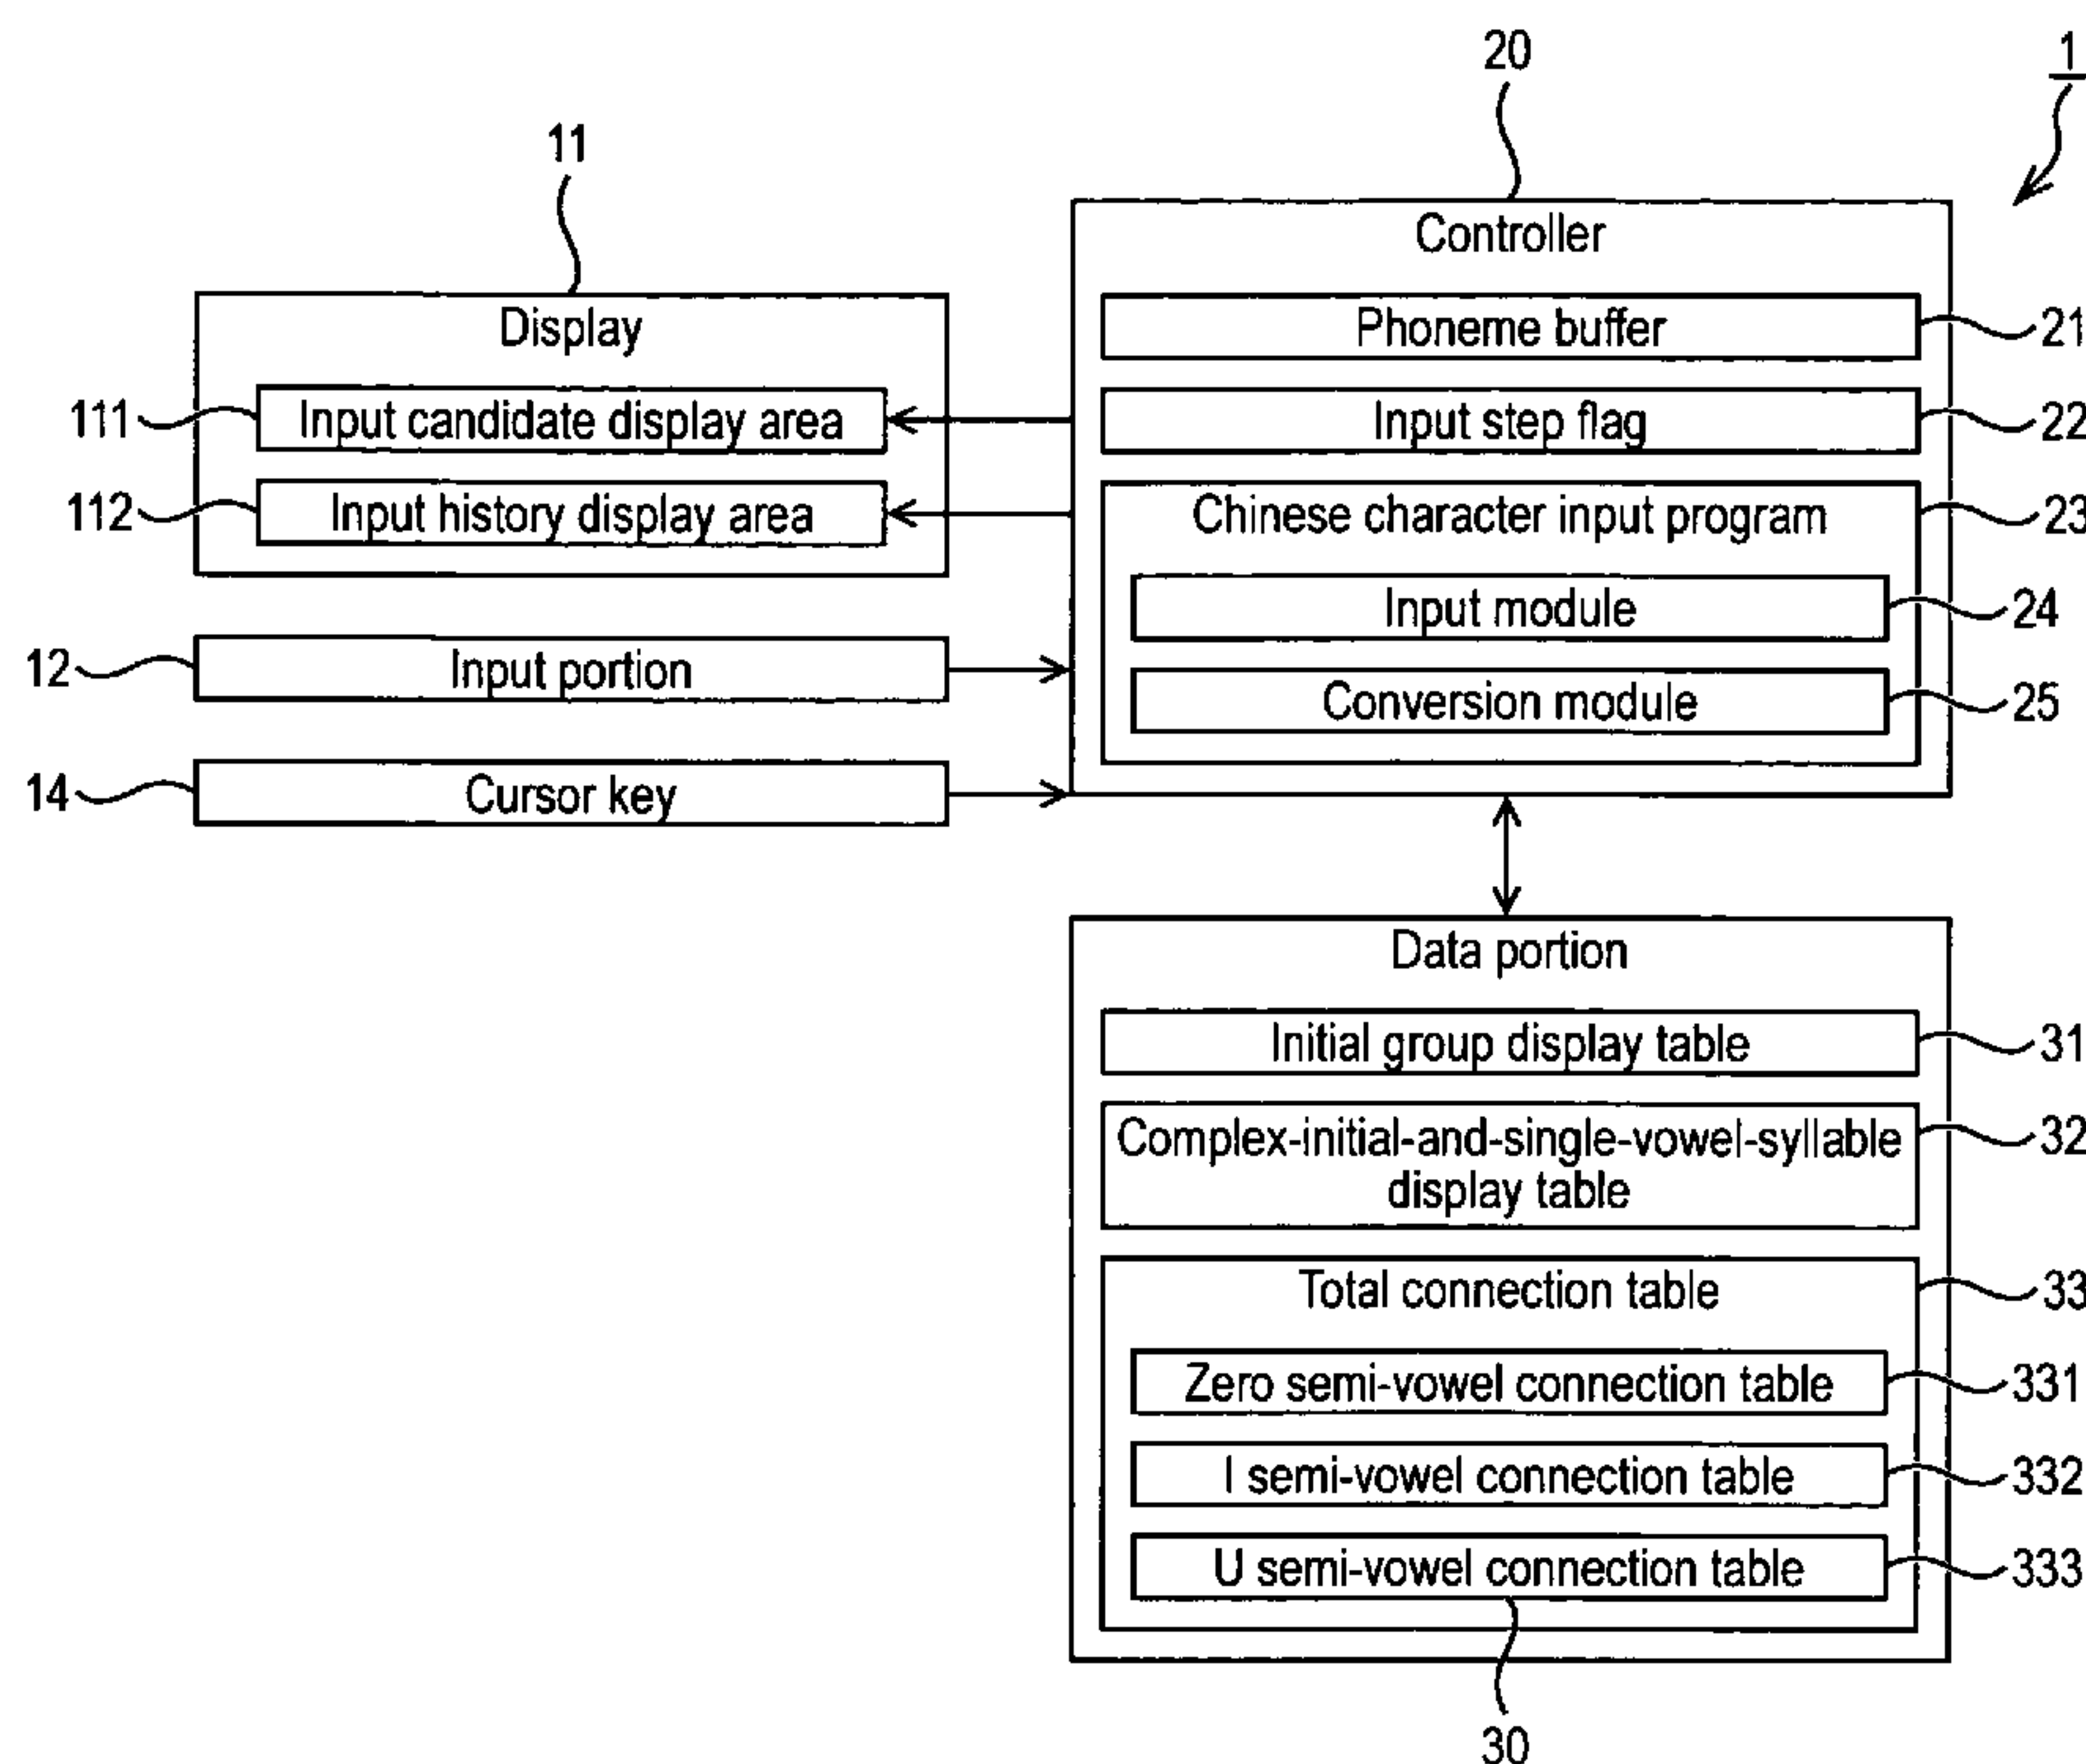 20
1
11
Controller
Display
Phoneme buffer
21
111
Input candidate display area
Input step flag
22
112
Input history display area
Chinese character input program
23
Input module
24
12
Input portion
Conversion module
25
14
Cursor key
Data portion
Initial group display table
31
Complex-initial-and-single-vowel-syllable
display table
32
Total connection table
33
Zero semi-vowel connection table
331
I semi-vowel connection table
332
U semi-vowel connection table
333
30